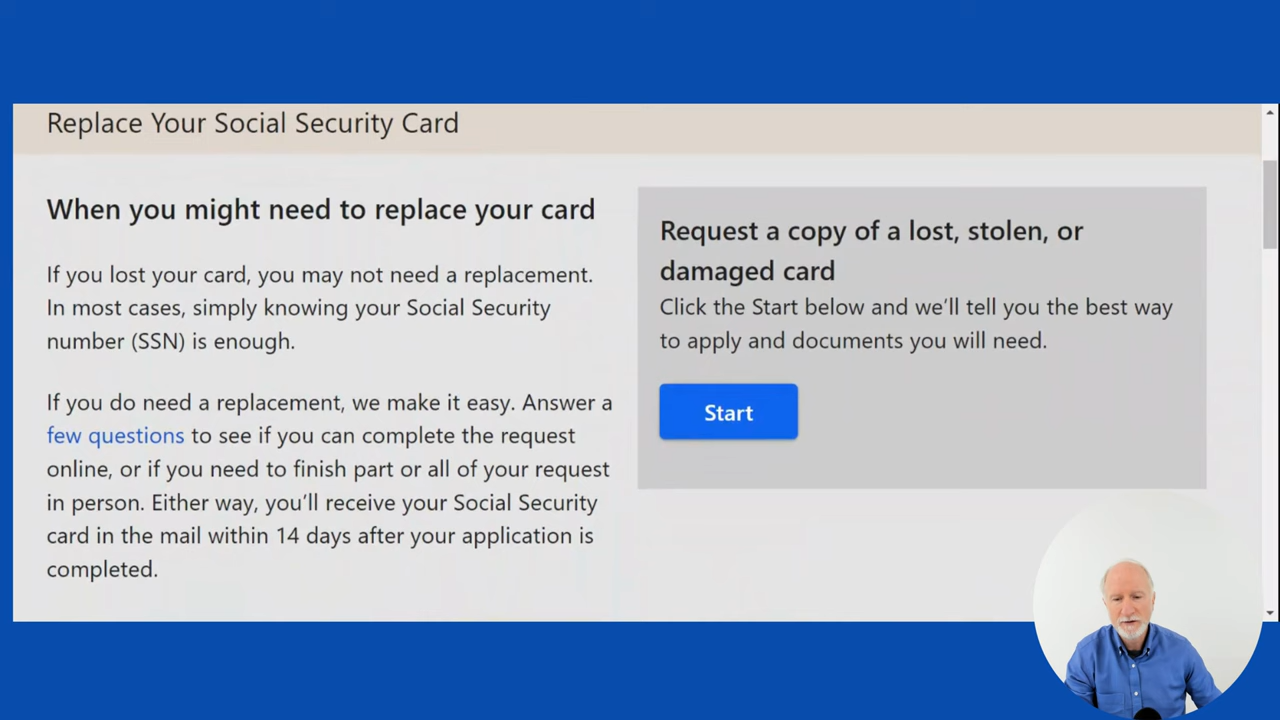 Replace Your Social Security Card
When you might need to replace your card
If you lost your card, you may not need a replacement.
In most cases, simply knowing your Social Security
number (SSN) is enough.
If you do need a replacement, we make it easy. Answer a
few questions to see if you can complete the request
online, or if you need to finish part or all of your request
in person. Either way, you’ll receive your Social Security
card in the mail within 14 days after your application is
completed.
Request a copy of a lost, stolen, or
damaged card
Click the Start below and we’ll tell you the best way
to apply and documents you will need.
Start